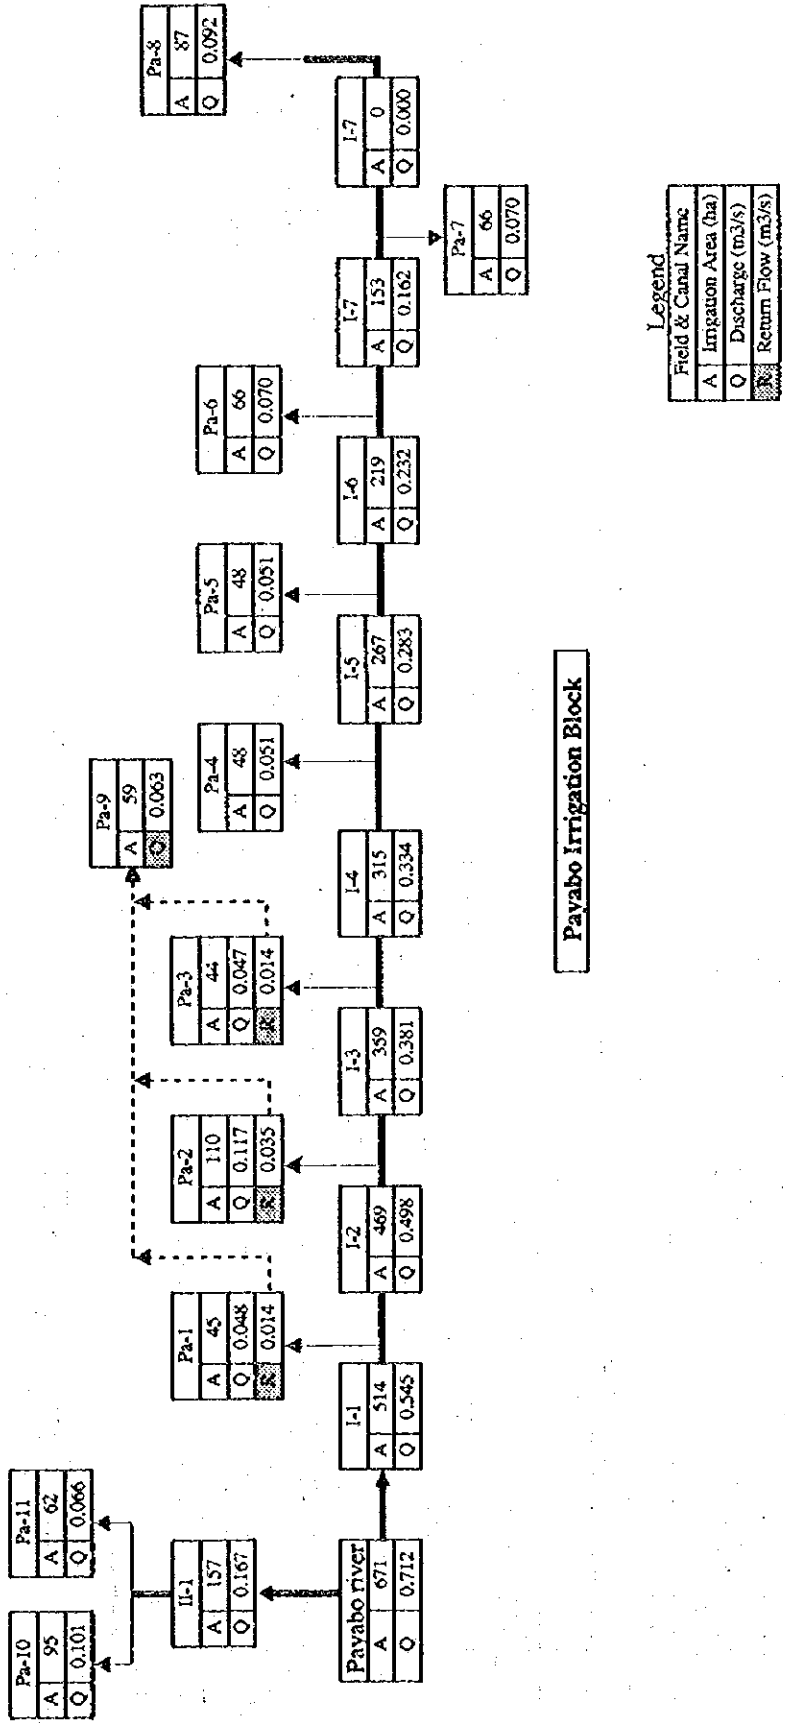 Pa-10
A 95
Q 0.101
Pa-11
A 62
Q 0.066
II-1
A 157
Q 0.167
Payabo river
A 671
Q 0.712
I-1
A 514
Q 0.545
Pa-1
A 45
Q 0.048
R 0.014
I-2
A 469
Q 0.498
Pa-2
A 110
Q 0.117
R 0.035
I-3
A 359
Q 0.381
Pa-3
A 44
Q 0.047
R 0.014
Pa-9
A 59
Q 0.063
I-4
A 315
Q 0.334
Pa-4
A 48
Q 0.051
I-5
A 267
Q 0.283
Pa-5
A 48
Q 0.051
I-6
A 219
Q 0.232
Pa-6
A 66
Q 0.070
I-7
A 153
Q 0.162
Pa-7
A 66
Q 0.070
I-7
A 0
Q 0.000
Pa-8
A 87
Q 0.092
Payabo Irrigation Block
Legend
Field & Canal Name
A Irrigation Area (ha)
Q Discharge (m3/s)
R Return Flow (m3/s)